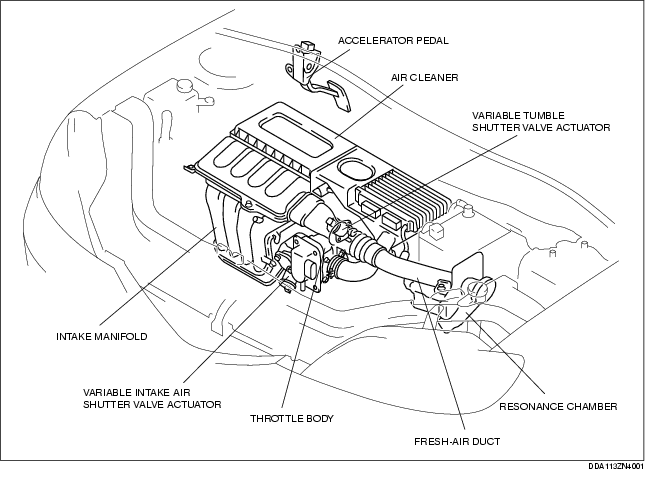 ACCELERATOR PEDAL
AIR CLEANER
VARIABLE TUMBLE
SHUTTER VALVE ACTUATOR
INTAKE MANIFOLD
VARIABLE INTAKE AIR
SHUTTER VALVE ACTUATOR
THROTTLE BODY
RESONANCE CHAMBER
FRESH-AIR DUCT
DDA113ZN4001